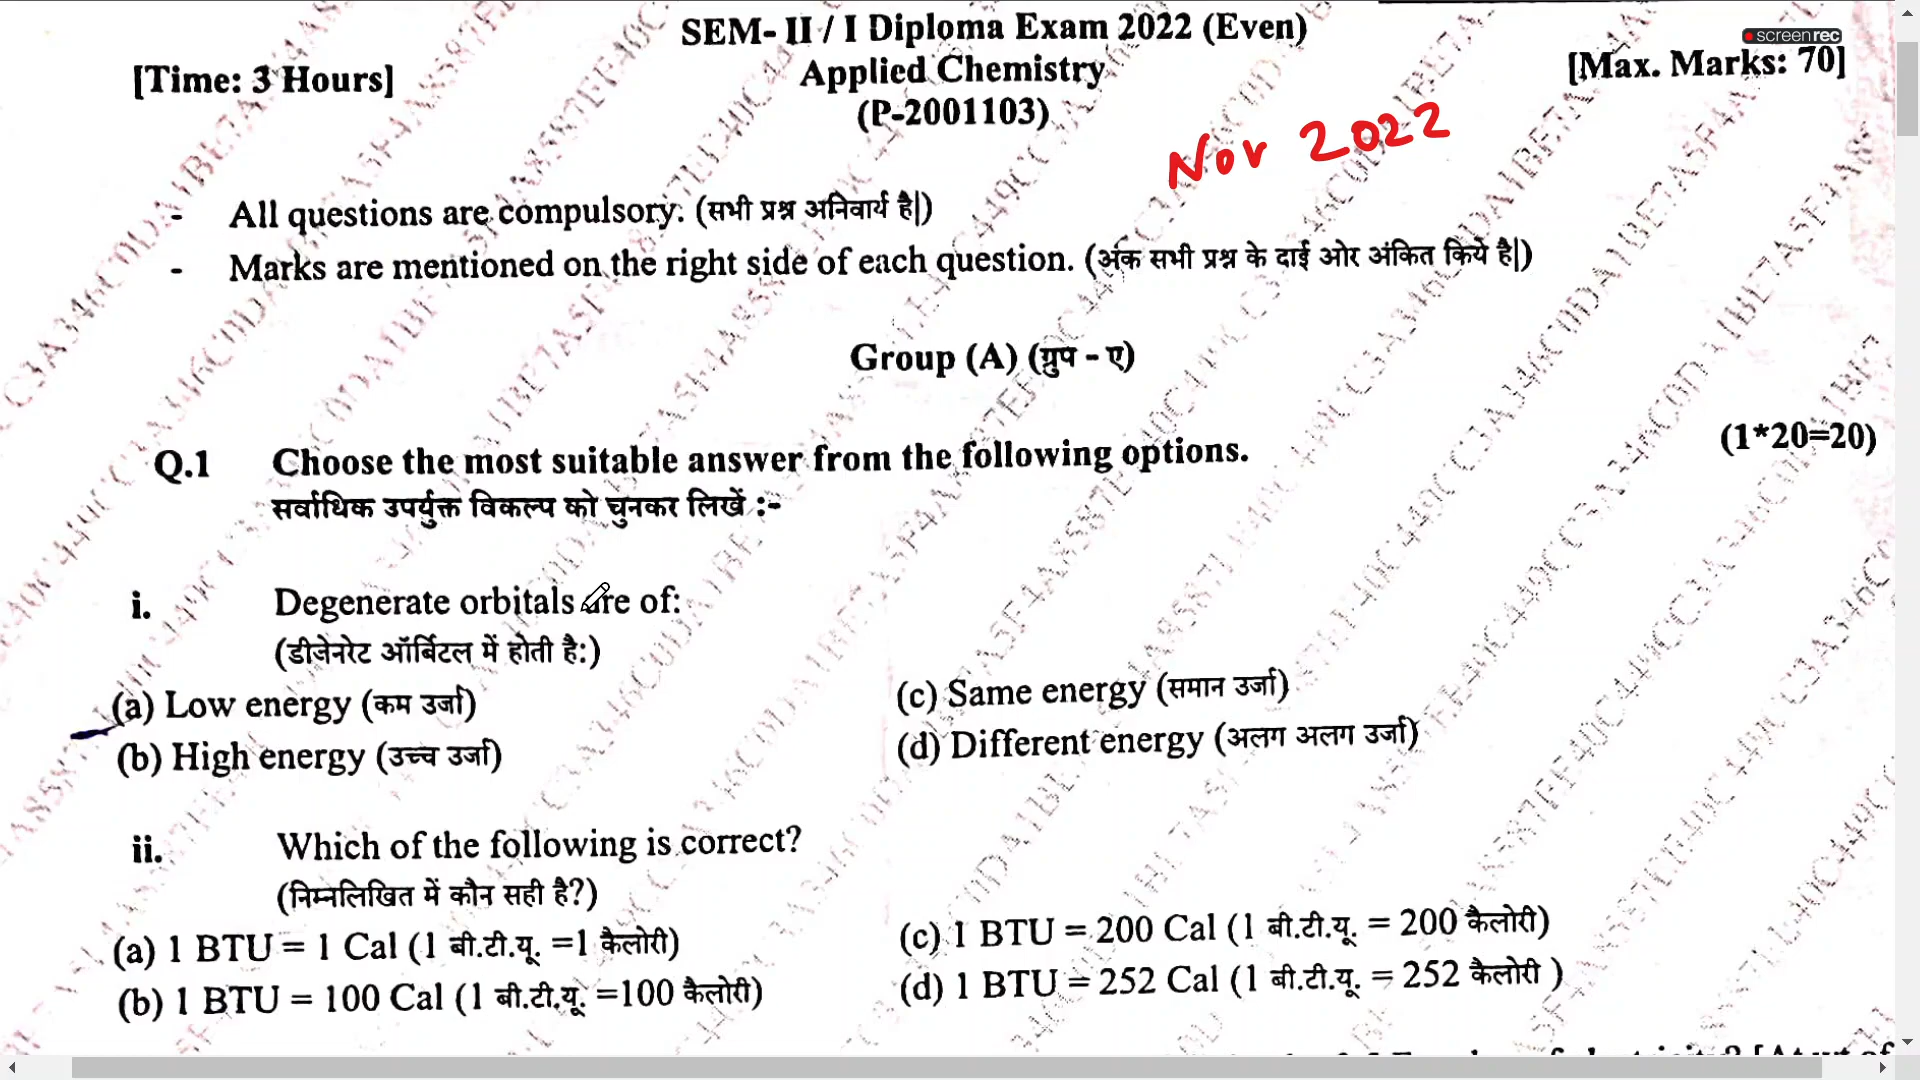 SEM- II / I Diploma Exam 2022 (Even)
screenrec
[Time: 3 Hours]
Applied Chemistry
[Max. Marks: 70]
(P-2001103)
Nov 2022
- All questions are compulsory. (सभी प्रश्न अनिवार्य है|)
- Marks are mentioned on the right side of each question. (अंक सभी प्रश्न के दाई ओर अंकित किये है|)
Group (A) (ग्रुप - ए)
Q.1 Choose the most suitable answer from the following options. (1*20=20)
सर्वाधिक उपर्युक्त विकल्प को चुनकर लिखें :-
i. Degenerate orbitals are of:
(डीजेनरेट ऑर्बिटल में होती है:)
(a) Low energy (कम उर्जा)
(b) High energy (उच्च उर्जा)
(c) Same energy (समान उर्जा)
(d) Different energy (अलग अलग उर्जा)
ii. Which of the following is correct?
(निम्नलिखित में कौन सही है?)
(a) 1 BTU = 1 Cal (1 बी.टी.यू. =1 कैलोरी)
(b) 1 BTU = 100 Cal (1 बी.टी.यू. =100 कैलोरी)
(c) 1 BTU = 200 Cal (1 बी.टी.यू. = 200 कैलोरी)
(d) 1 BTU = 252 Cal (1 बी.टी.यू. = 252 कैलोरी )